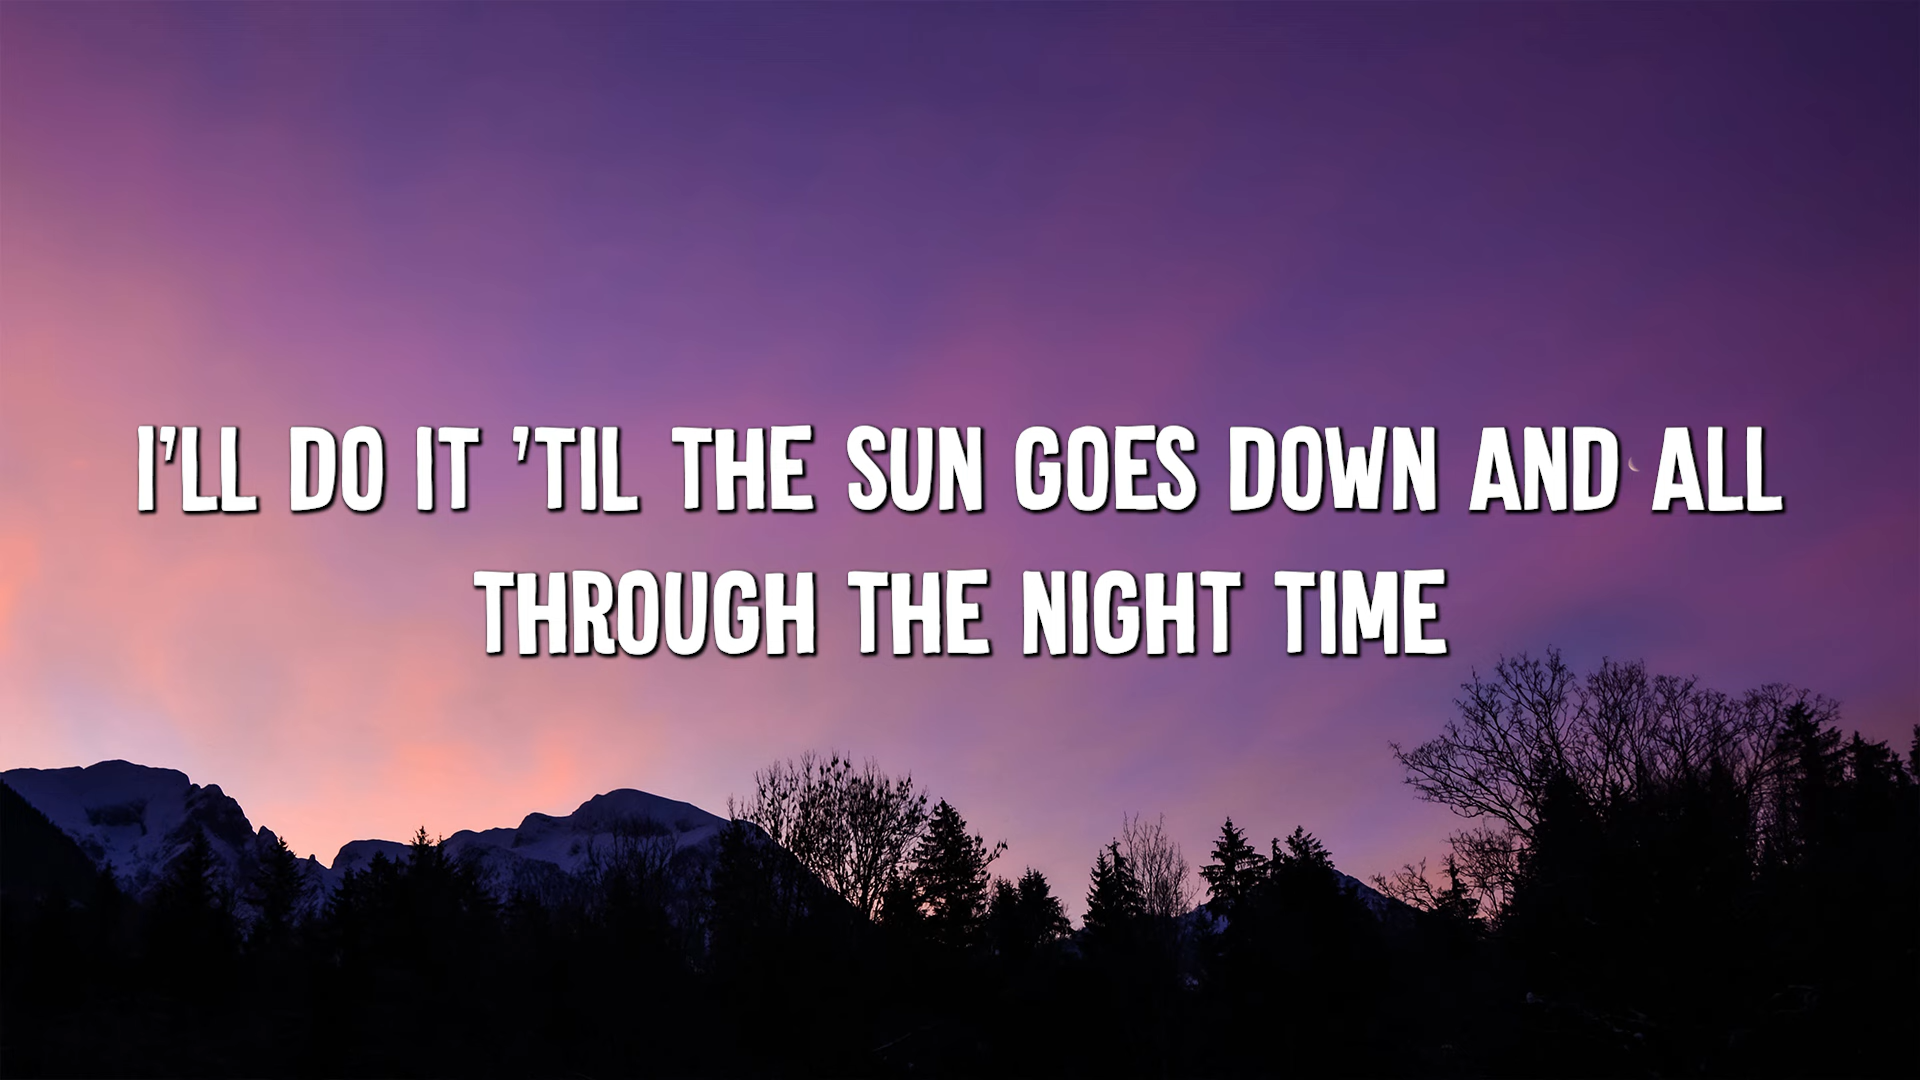 I'LL DO IT 'TIL THE SUN GOES DOWN AND ALL
THROUGH THE NIGHT TIME